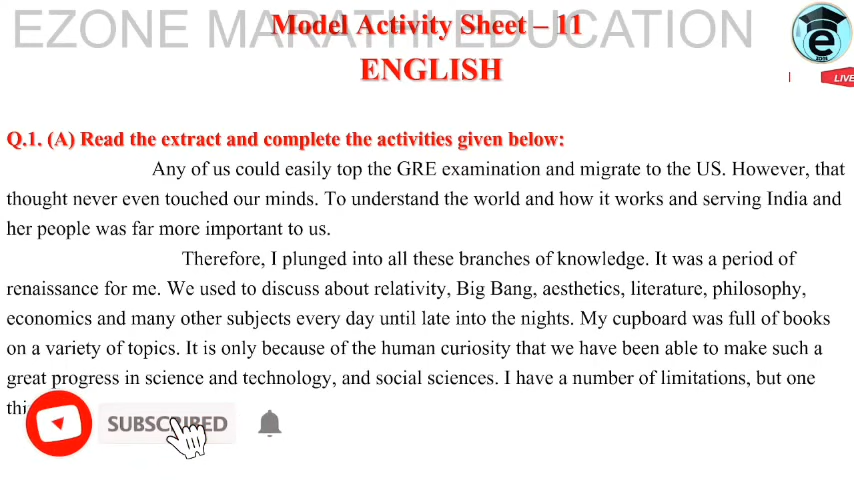 EZONE MARATHI EDUCATION
Model Activity Sheet – 11
ENGLISH
LIVE
Q.1. (A) Read the extract and complete the activities given below:
Any of us could easily top the GRE examination and migrate to the US. However, that
thought never even touched our minds. To understand the world and how it works and serving India and
her people was far more important to us.
Therefore, I plunged into all these branches of knowledge. It was a period of
renaissance for me. We used to discuss about relativity, Big Bang, aesthetics, literature, philosophy,
economics and many other subjects every day until late into the nights. My cupboard was full of books
on a variety of topics. It is only because of the human curiosity that we have been able to make such a
great progress in science and technology, and social sciences. I have a number of limitations, but one
SUBSCRIBED